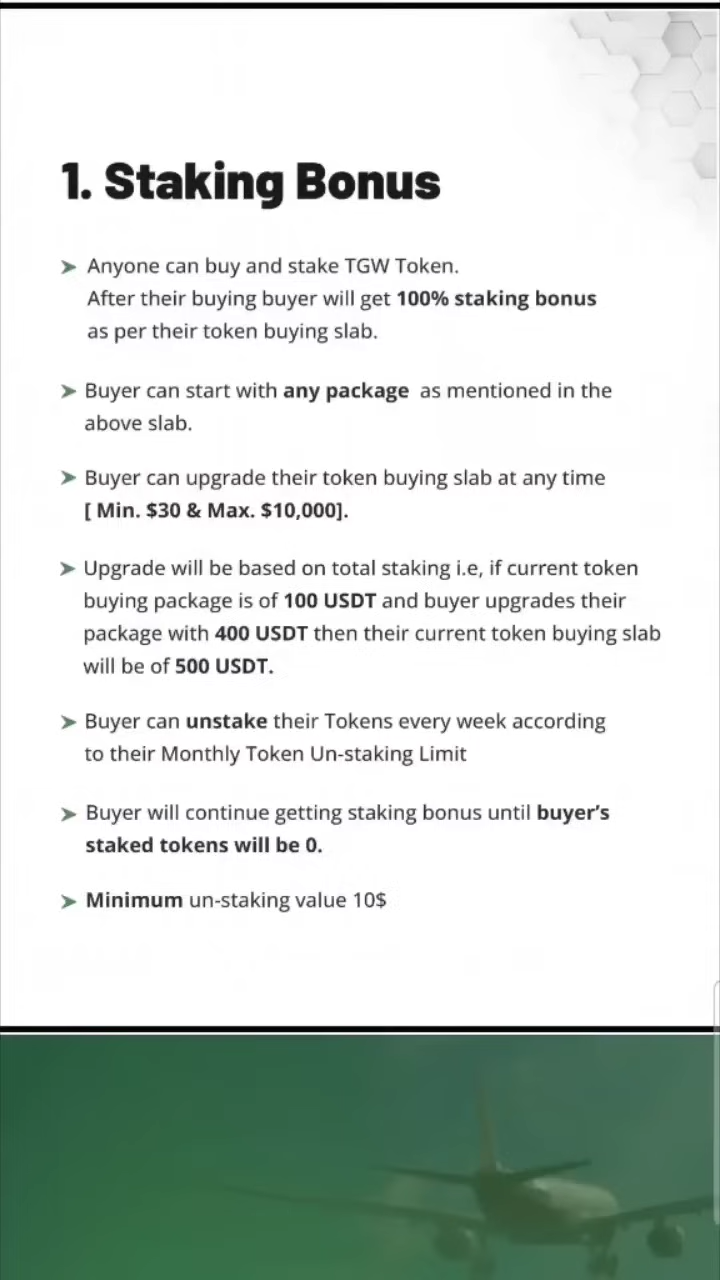 1. Staking Bonus
➤ Anyone can buy and stake TGW Token.
After their buying buyer will get 100% staking bonus
as per their token buying slab.
➤ Buyer can start with any package as mentioned in the
above slab.
➤ Buyer can upgrade their token buying slab at any time
[ Min. $30 & Max. $10,000].
➤ Upgrade will be based on total staking i.e, if current token
buying package is of 100 USDT and buyer upgrades their
package with 400 USDT then their current token buying slab
will be of 500 USDT.
➤ Buyer can unstake their Tokens every week according
to their Monthly Token Un-staking Limit
➤ Buyer will continue getting staking bonus until buyer’s
staked tokens will be 0.
➤ Minimum un-staking value 10$